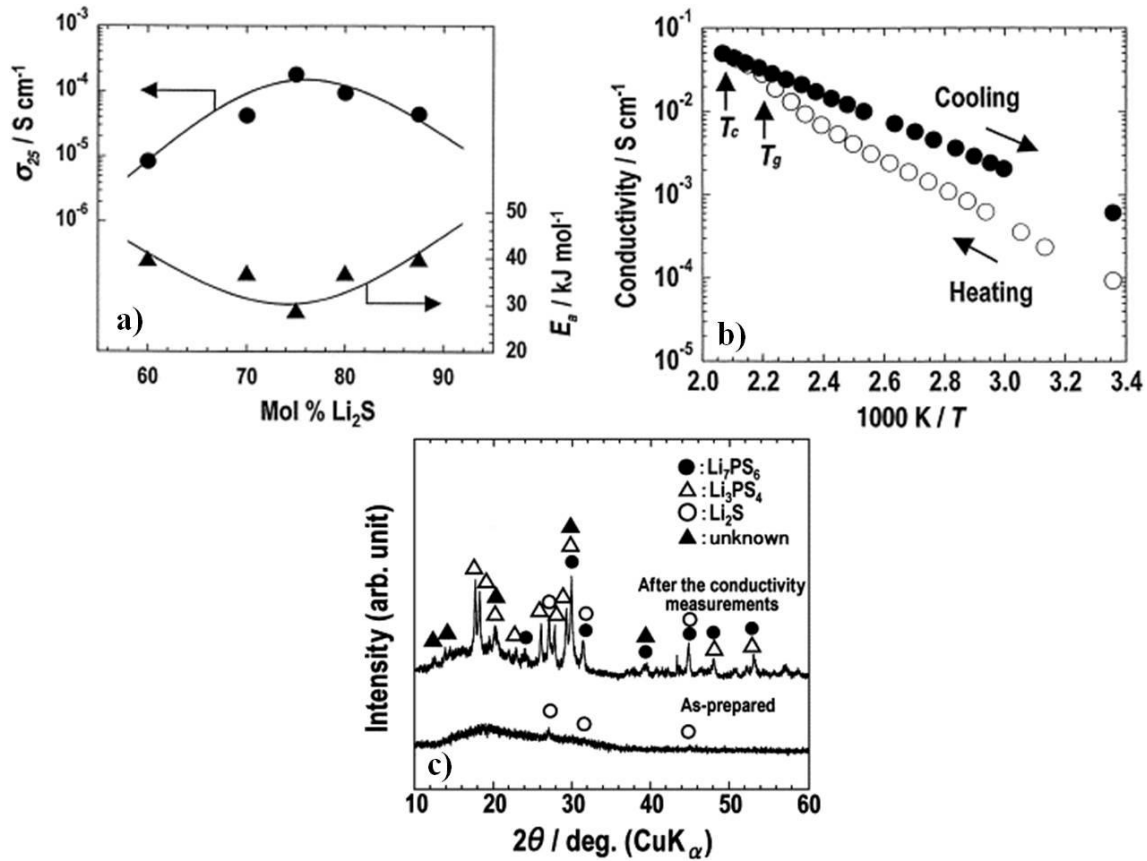 10⁻³
10⁻⁴
10⁻⁵
10⁻⁶
σ₂₅ / S cm⁻¹
50
40
30
20
Eₐ / kJ mol⁻¹
a)
60 70 80 90
Mol % Li₂S
10⁻¹
10⁻²
10⁻³
10⁻⁴
10⁻⁵
Conductivity / S cm⁻¹
Cooling
T_c
T_g
Heating
b)
2.0 2.2 2.4 2.6 2.8 3.0 3.2 3.4
1000 K / T
Intensity (arb. unit)
: Li₇PS₆
: Li₃PS₄
: Li₂S
: unknown
After the conductivity
measurements
As-prepared
c)
10 20 30 40 50 60
2θ / deg. (CuK_α)